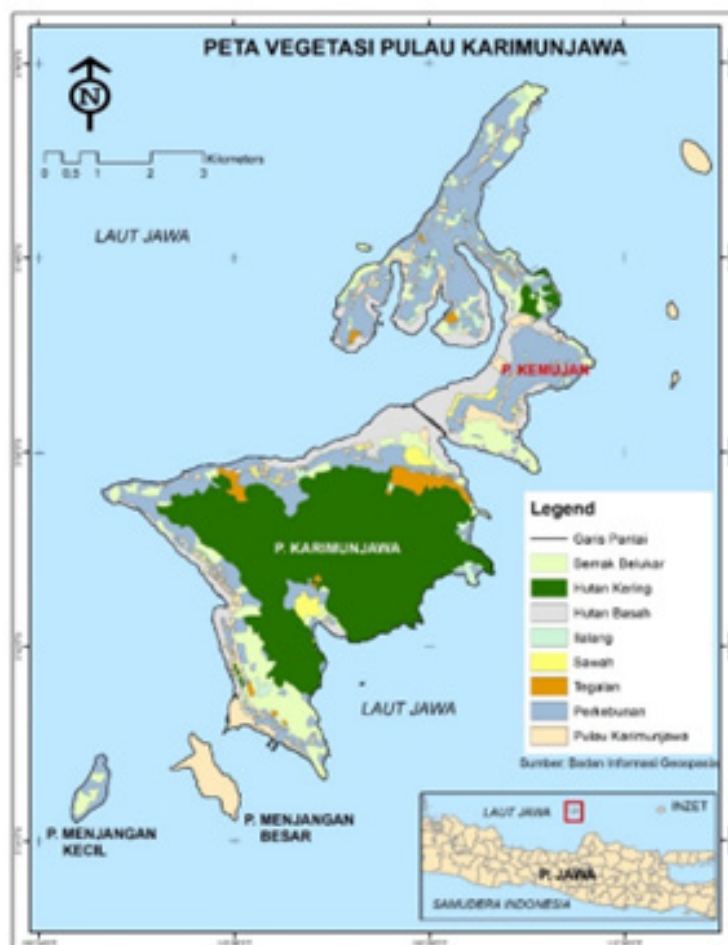 PETA VEGETASI PULAU KARIMUNJAWA
N
Kilometers
0 0,5 1 2 3
LAUT JAWA
P. KEMUJAN
P. KARIMUNJAWA
LAUT JAWA
P. MENJANGAN
KECIL
P. MENJANGAN
BESAR
Legend
Garis Pantai
Semak Belukar
Hutan Kering
Hutan Basah
Ilalang
Sawah
Tegalan
Perkebunan
Pulau Karimunjawa
Sumber: Badan Informasi Geospasia
LAUT JAWA
INZET
P. JAWA
SAMUDERA INDONESIA